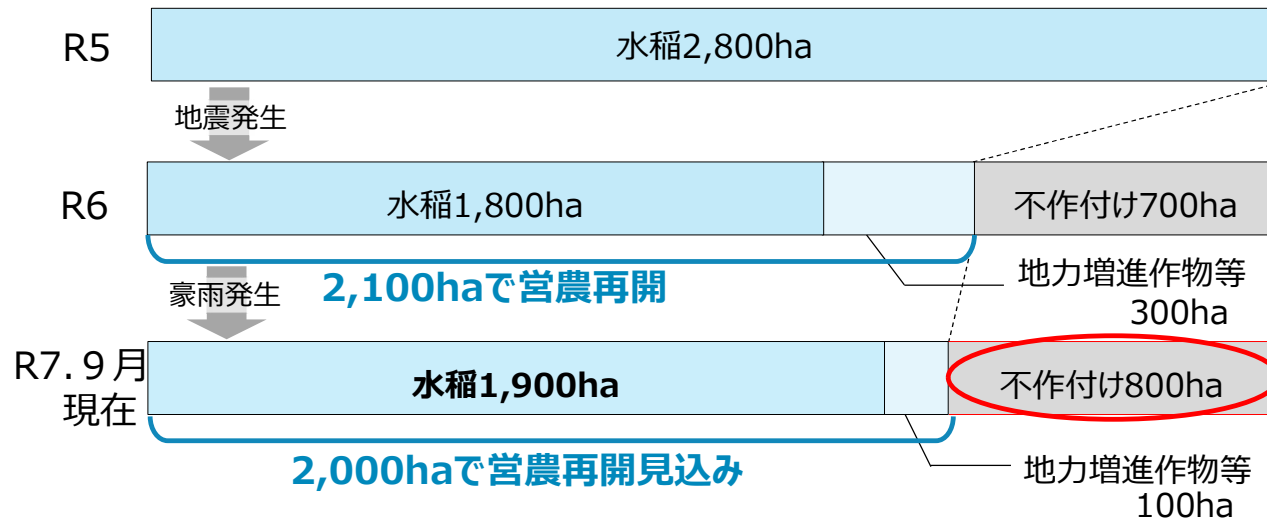 R5
水稲2,800ha
地震発生
R6
水稲1,800ha
不作付け700ha
2,100haで営農再開
地力増進作物等
300ha
豪雨発生
R7.９月
現在
水稲1,900ha
不作付け800ha
2,000haで営農再開見込み
地力増進作物等
100ha